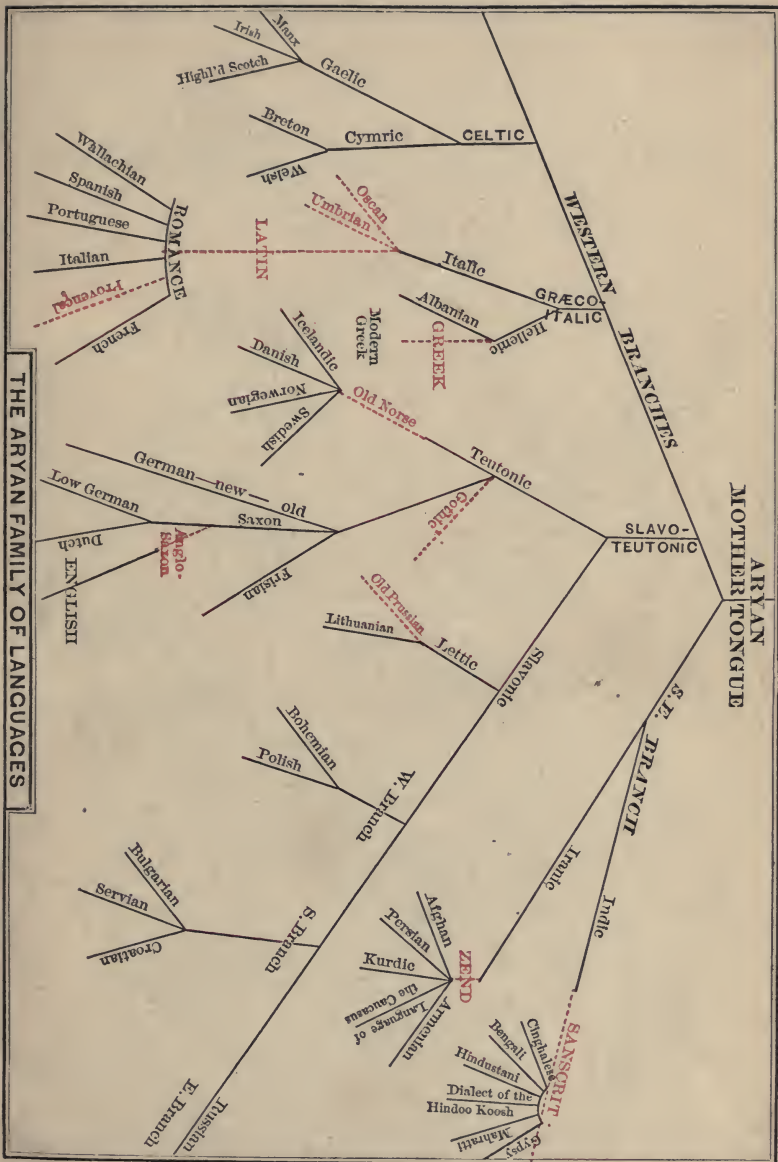 ARYAN
MOTHER TONGUE
WESTERN BRANCHES
S.E. BRANCH
CELTIC
Gaelic
Manx
Irish
Highl'd Scotch
Cymric
Breton
Welsh
GRÆCO-
ITALIC
Italic
Oscan
Umbrian
LATIN
ROMANCE
Wallachian
Spanish
Portuguese
Italian
Provençal
French
Hellenic
Albanian
GREEK
Modern
Greek
SLAVO-
TEUTONIC
Teutonic
Old Norse
Icelandic
Danish
Norwegian
Swedish
Gothic
German—new—old
Saxon
Low German
Dutch
Anglo-
Saxon
ENGLISH
Frisian
Slavonic
Lettic
Old Prussian
Lithuanian
W. Branch
Bohemian
Polish
S. Branch
Bulgarian
Servian
Croatian
Russian
E. Branch
Iranic
ZEND
Afghan
Persian
Kurdic
Language of
the Caucasus
Armenian
Indic
SANSCRIT
Cinghalese
Bengali
Hindustani
Dialect of the
Hindoo Koosh
Mahratti
Gypsy
THE ARYAN FAMILY OF LANGUAGES